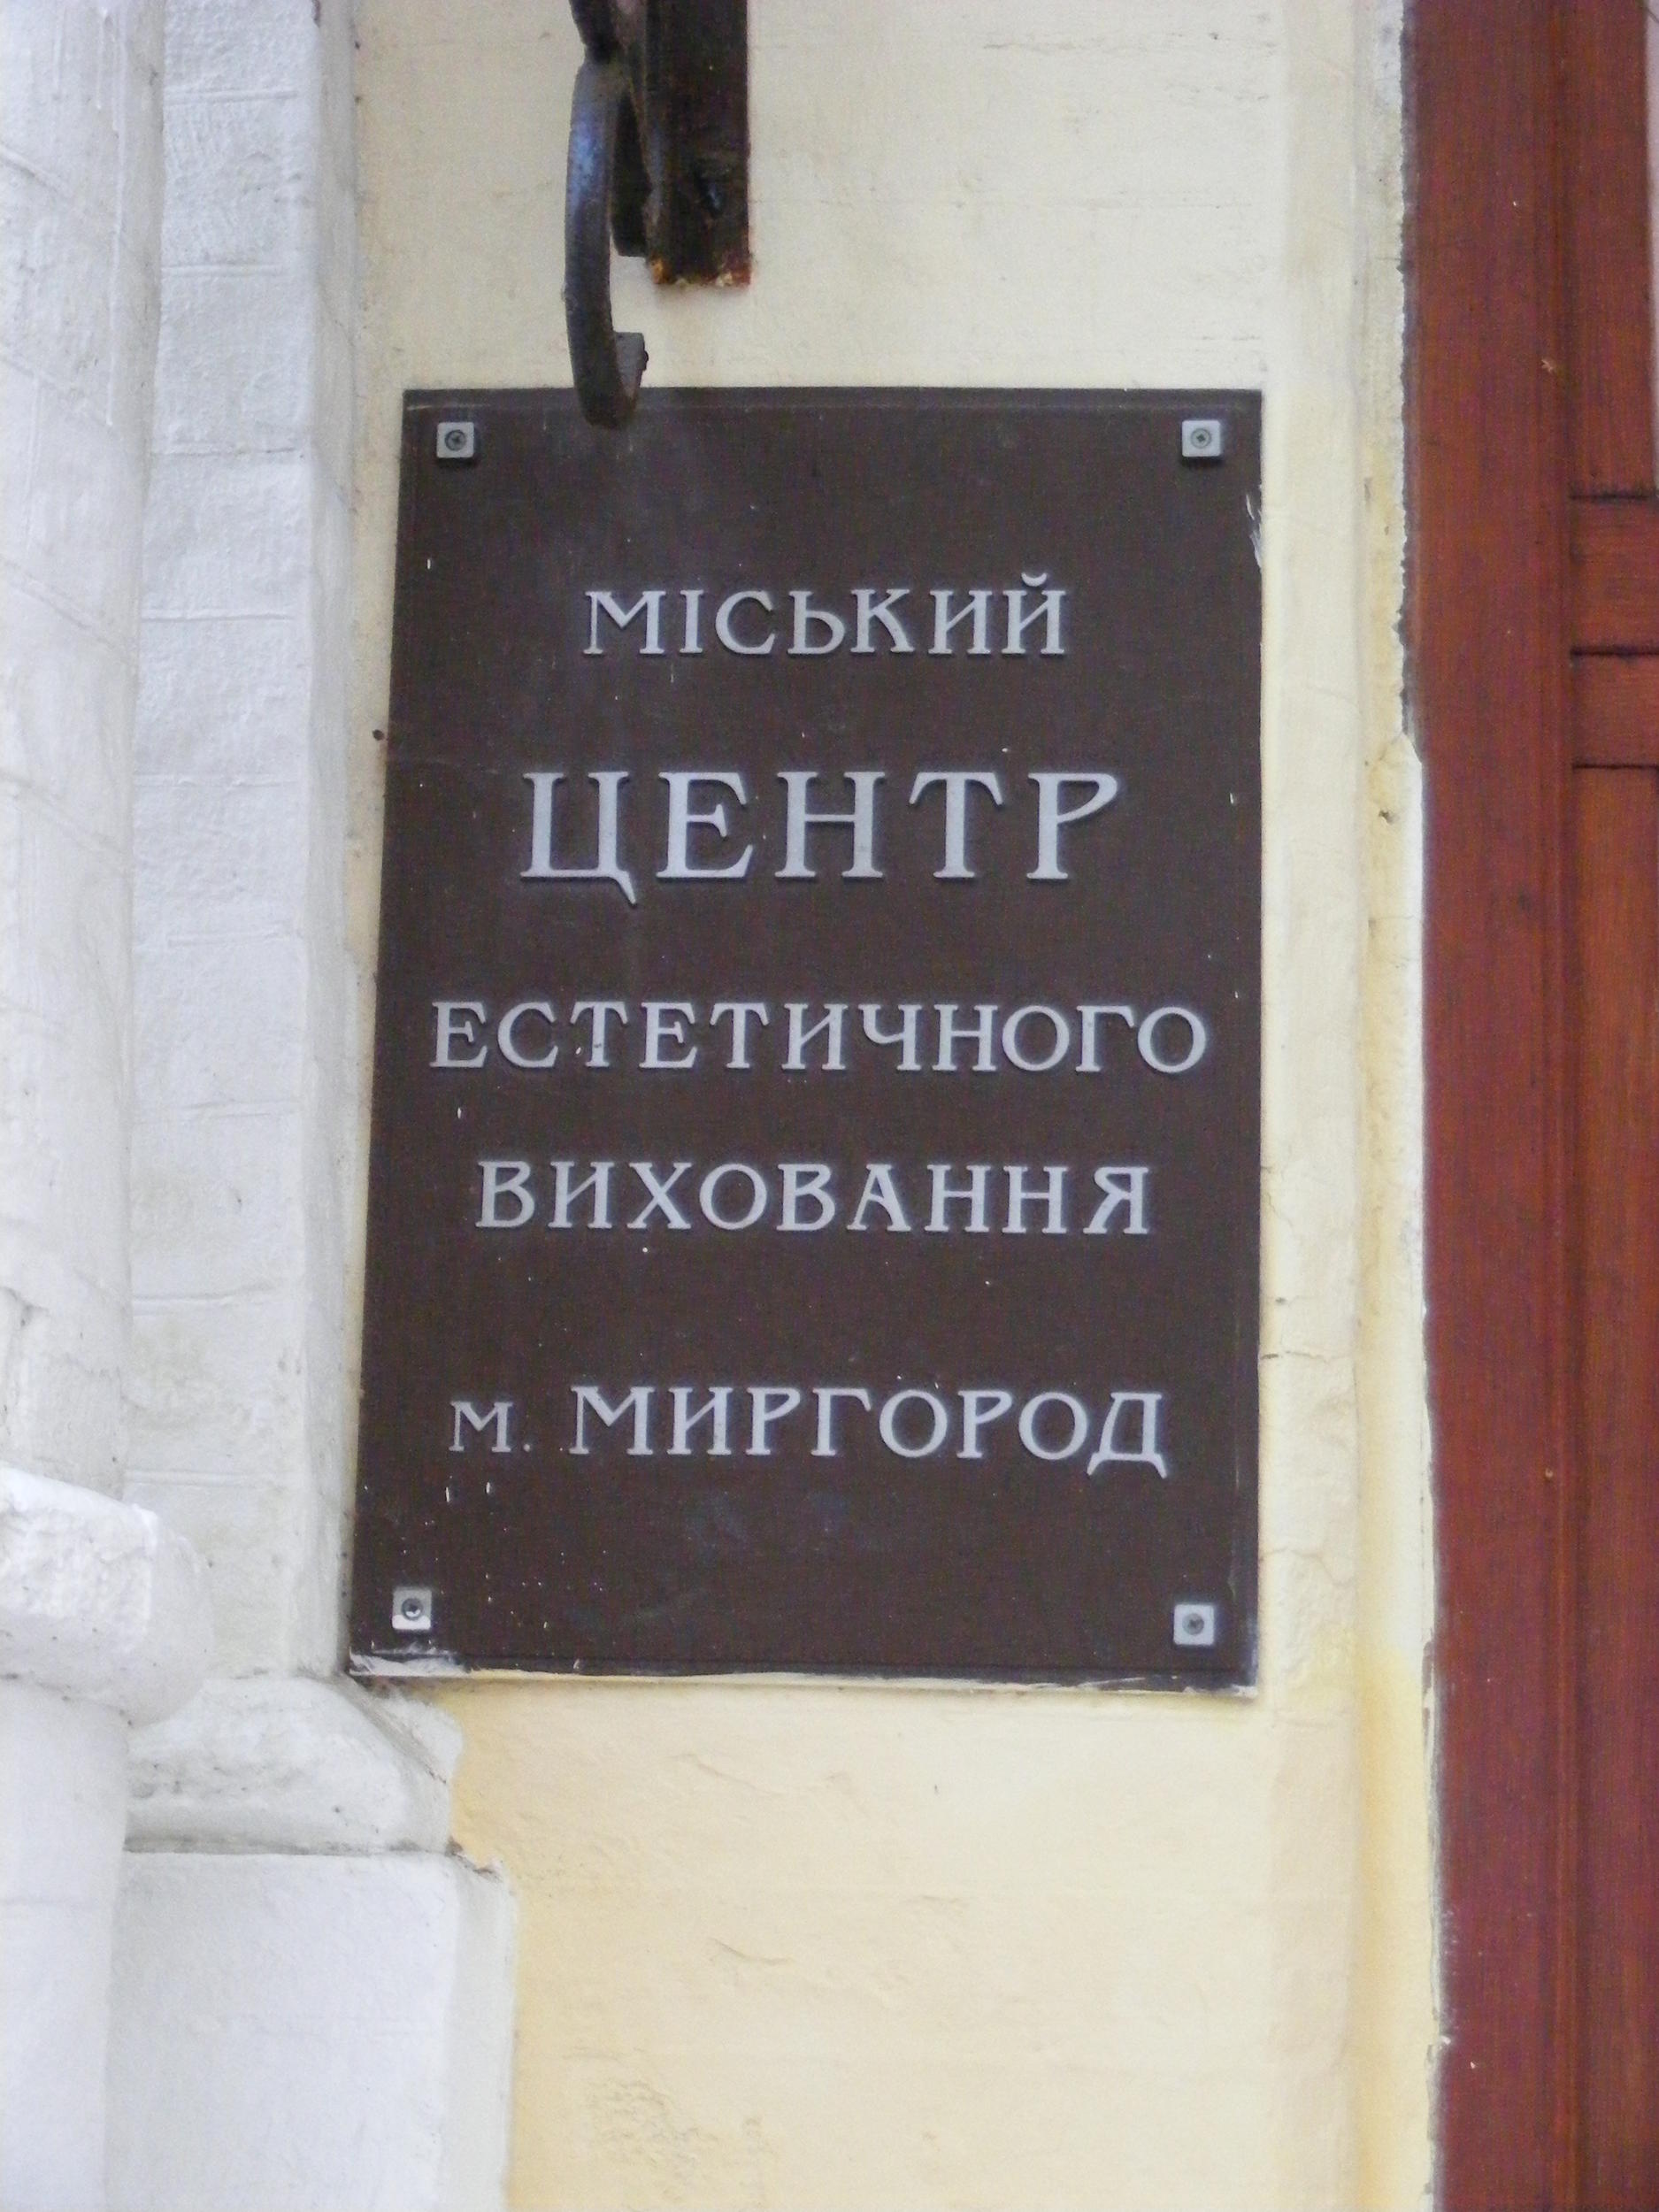 МІСЬКИЙ
ЦЕНТР
ЕСТЕТИЧНОГО
ВИХОВАННЯ
м. МИРГОРОД